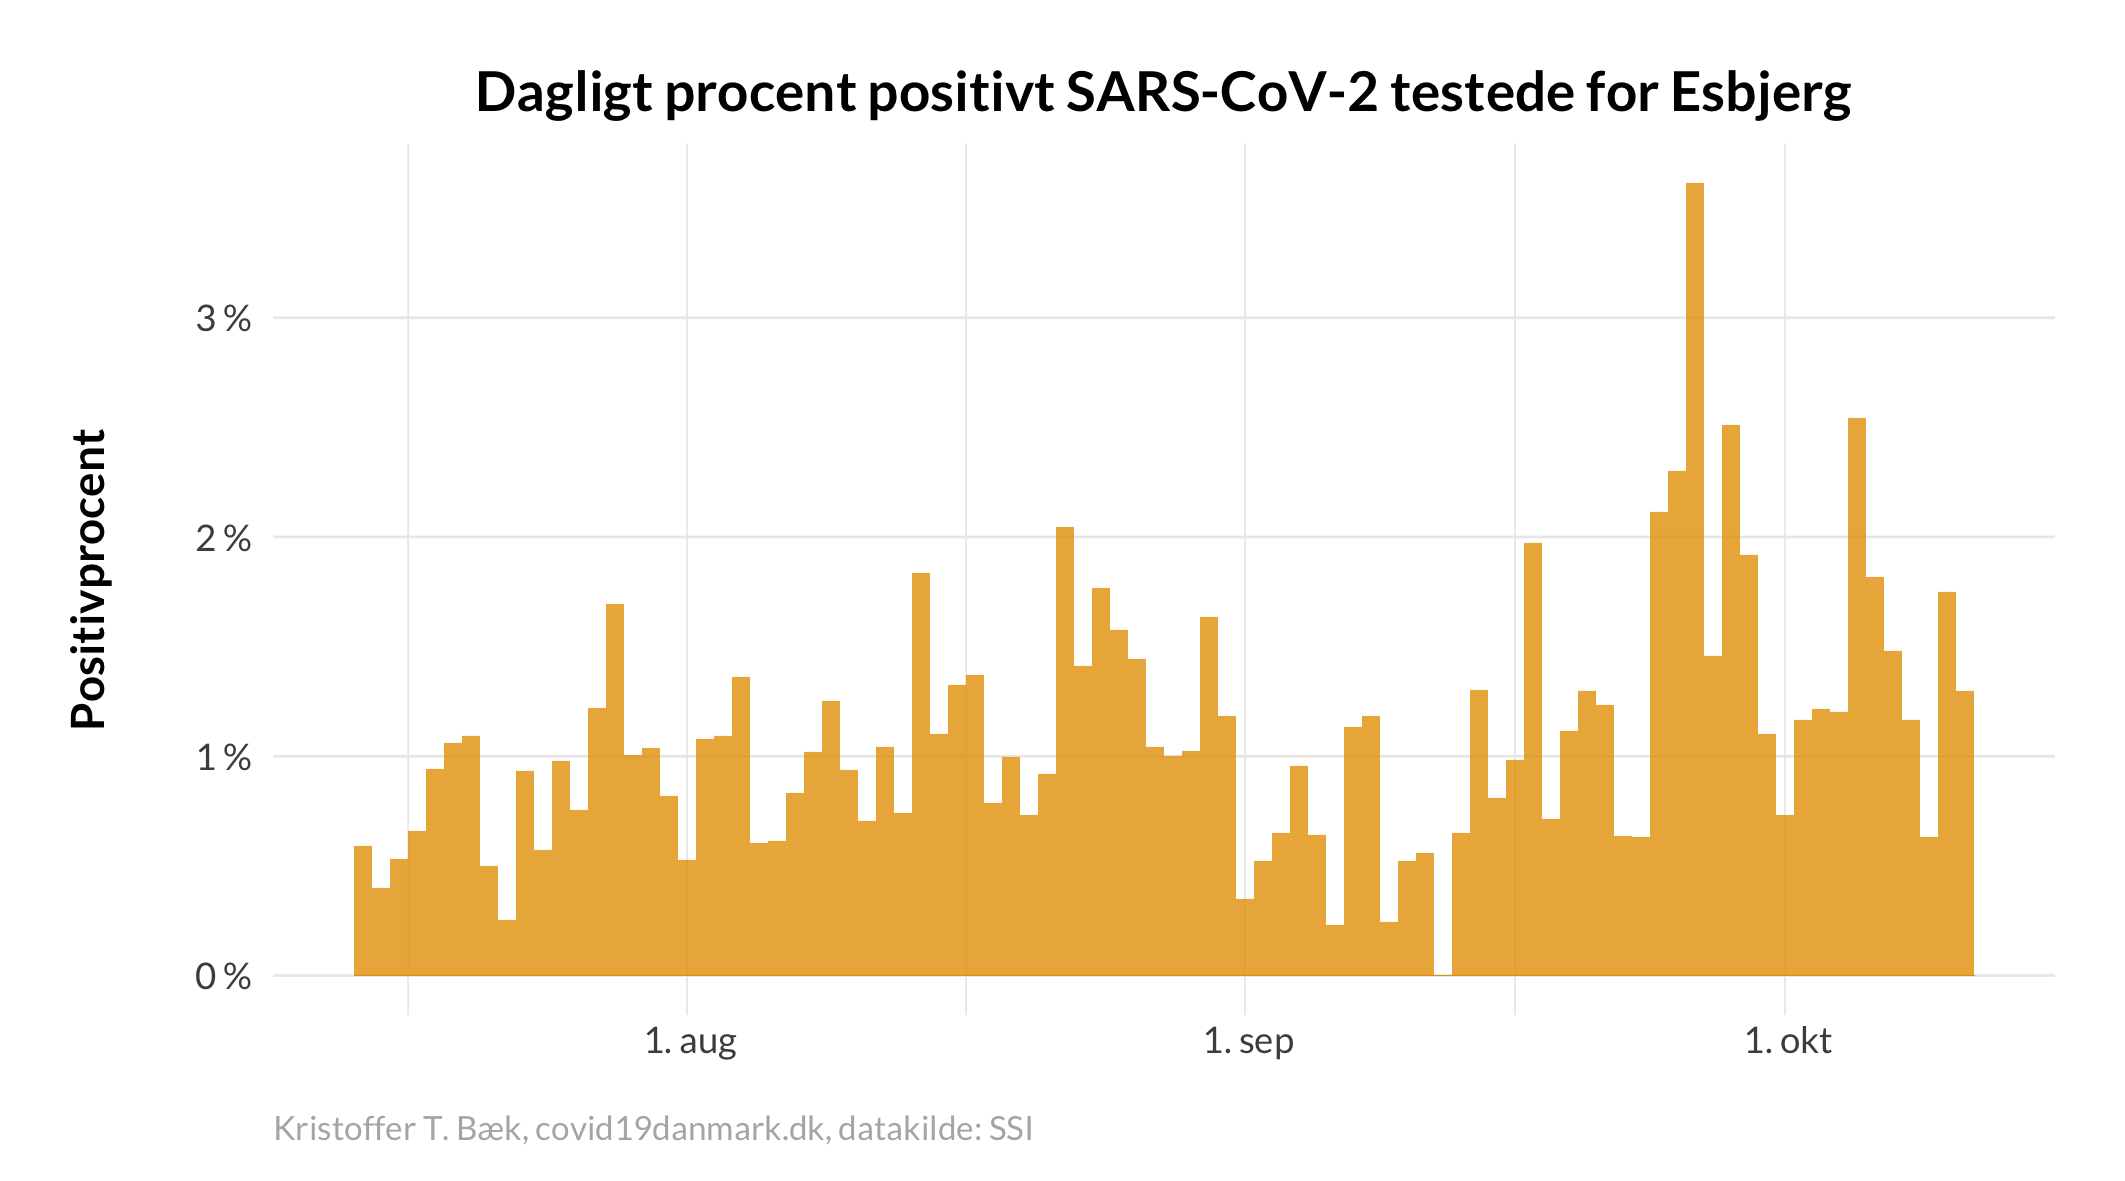 Dagligt procent positivt SARS-CoV-2 testede for Esbjerg
Positivprocent
3 %
2 %
1 %
0 %
1. aug
1. sep
1. okt
Kristoffer T. Bæk, covid19danmark.dk, datakilde: SSI